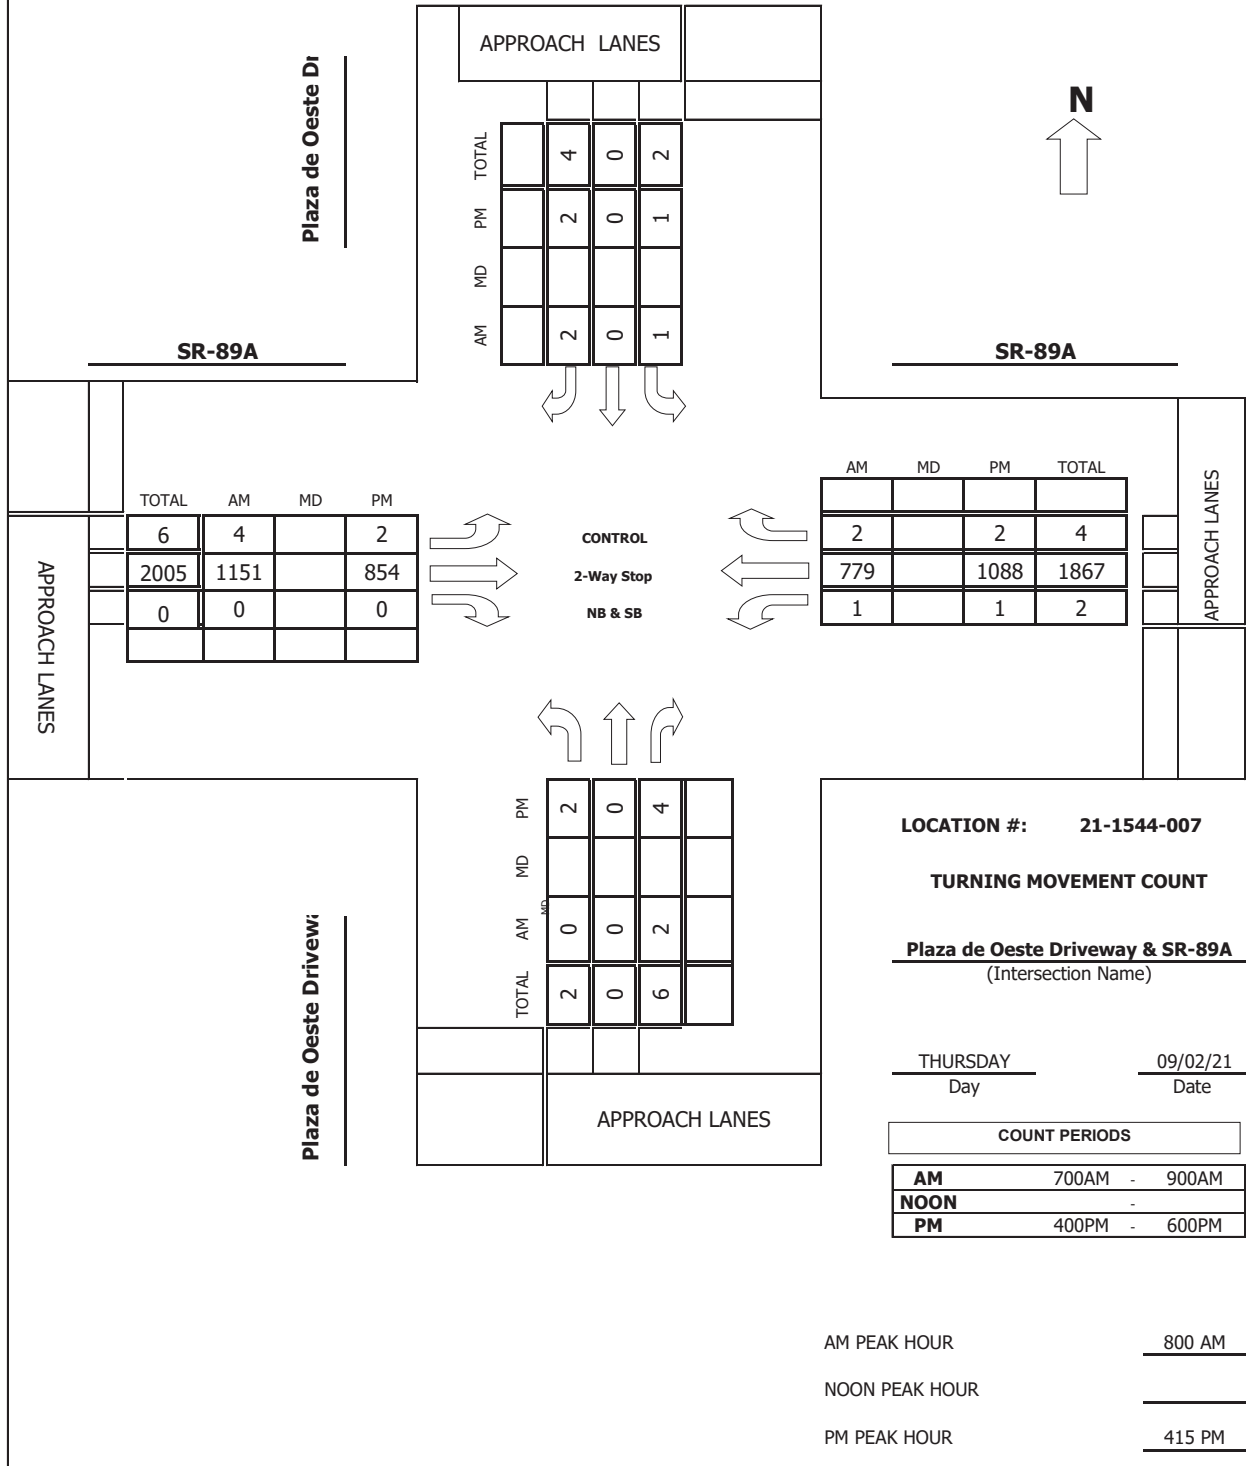 APPROACH LANES
Plaza de Oeste Dr
N
TOTAL 4 0 2
PM 2 0 1
MD
AM 2 0 1
SR-89A
SR-89A
AM MD PM TOTAL
2 2 4
779 1088 1867
1 1 2
APPROACH LANES
TOTAL AM MD PM
6 4 2
2005 1151 854
0 0 0
APPROACH LANES
CONTROL
2-Way Stop
NB & SB
PM 2 0 4
MD
MD
AM 0 0 2
TOTAL 2 0 6
APPROACH LANES
Plaza de Oeste Drivewa
LOCATION #: 21-1544-007
TURNING MOVEMENT COUNT
Plaza de Oeste Driveway & SR-89A
(Intersection Name)
THURSDAY 09/02/21
Day Date
COUNT PERIODS
AM 700AM - 900AM
NOON -
PM 400PM - 600PM
AM PEAK HOUR 800 AM
NOON PEAK HOUR
PM PEAK HOUR 415 PM